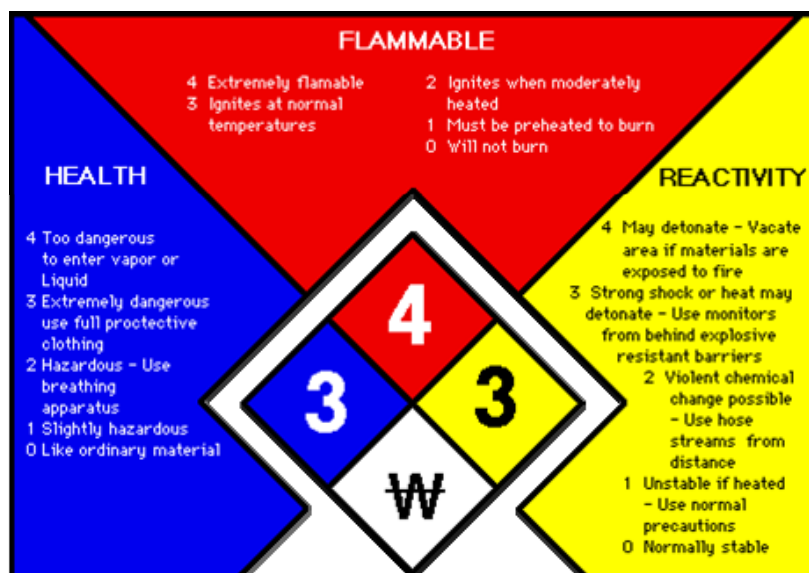 FLAMMABLE
4 Extremely flamable
3 Ignites at normal
temperatures
2 Ignites when moderately
heated
1 Must be preheated to burn
0 Will not burn
HEALTH
4 Too dangerous
to enter vapor or
Liquid
3 Extremely dangerous
use full proctective
clothing
2 Hazardous - Use
breathing
apparatus
1 Slightly hazardous
0 Like ordinary material
REACTIVITY
4 May detonate - Vacate
area if materials are
exposed to fire
3 Strong shock or heat may
detonate - Use monitors
from behind explosive
resistant barriers
2 Violent chemical
change possible
- Use hose
streams from
distance
1 Unstable if heated
- Use normal
precautions
0 Normally stable
4
3
3
W